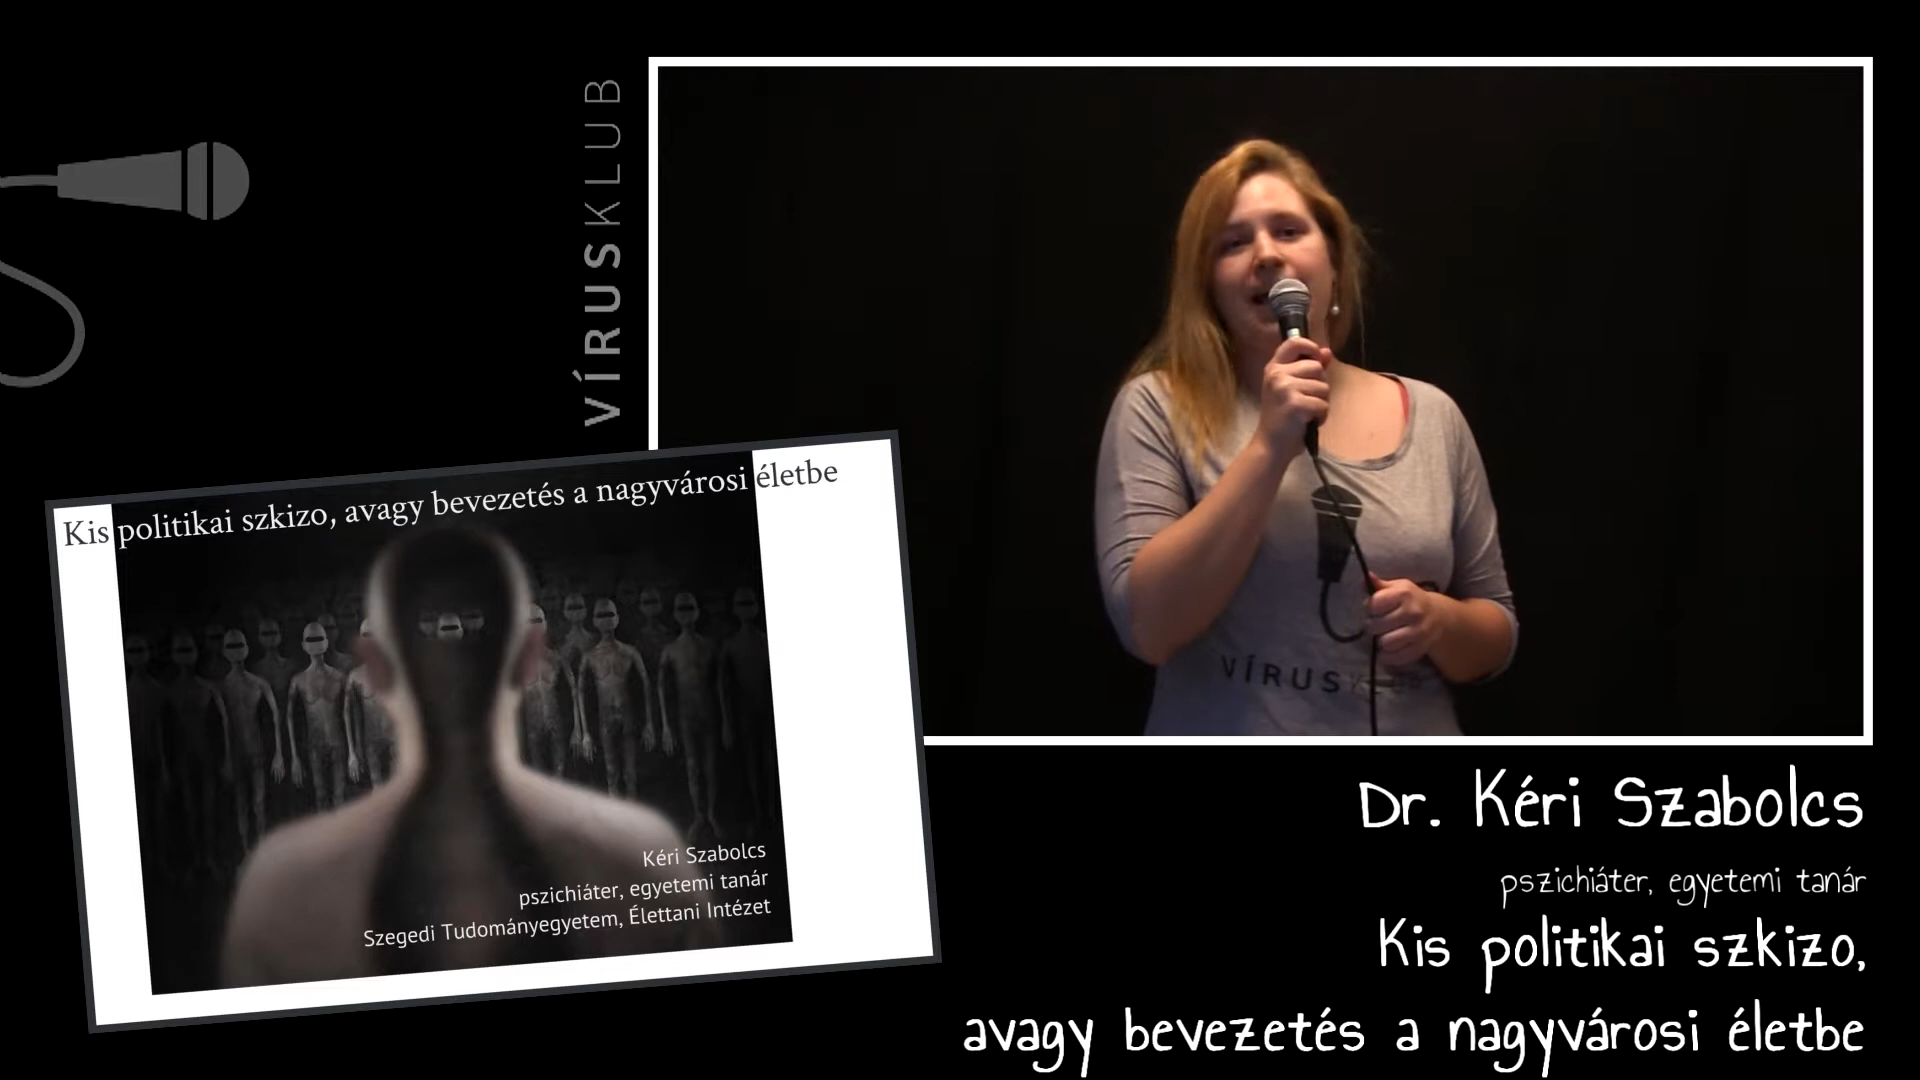 VÍRUSKLUB
Kis politikai szkizo, avagy bevezetés a nagyvárosi életbe
Kéri Szabolcs
pszichiáter, egyetemi tanár
Szegedi Tudományegyetem, Élettani Intézet
VÍRUSKLUB
Dr. Kéri Szabolcs
pszichiáter, egyetemi tanár
Kis politikai szkizo,
avagy bevezetés a nagyvárosi életbe